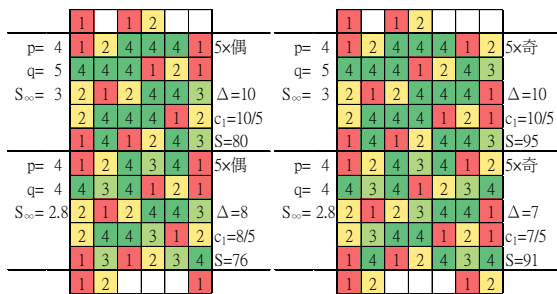 1 1 2
p= 4 1 2 4 4 4 1 5×偶
q= 5 4 4 4 1 2 1
S∞= 3 2 1 2 4 4 3 Δ=10
2 4 4 4 1 2 c₁=10/5
1 4 1 2 4 3 S=80
p= 4 1 2 4 3 4 1 5×偶
q= 4 4 3 4 1 2 1
S∞= 2.8 2 1 2 4 4 3 Δ=8
2 4 4 3 1 2 c₁=8/5
1 3 1 2 3 4 S=76
1 2 1
1 1 2
p= 4 1 2 4 4 4 1 2 5×奇
q= 5 4 4 4 1 2 4 3
S∞= 3 2 1 2 4 4 4 1 Δ=10
2 4 4 4 1 2 1 c₁=10/5
1 4 1 2 4 4 1 S=95
p= 4 1 2 4 3 4 1 2 5×奇
q= 4 4 3 4 1 2 3 4
S∞= 2.8 2 1 2 3 4 4 1 Δ=7
2 4 3 4 1 2 1 c₁=7/5
1 4 1 2 4 3 1 S=91
1 2 1